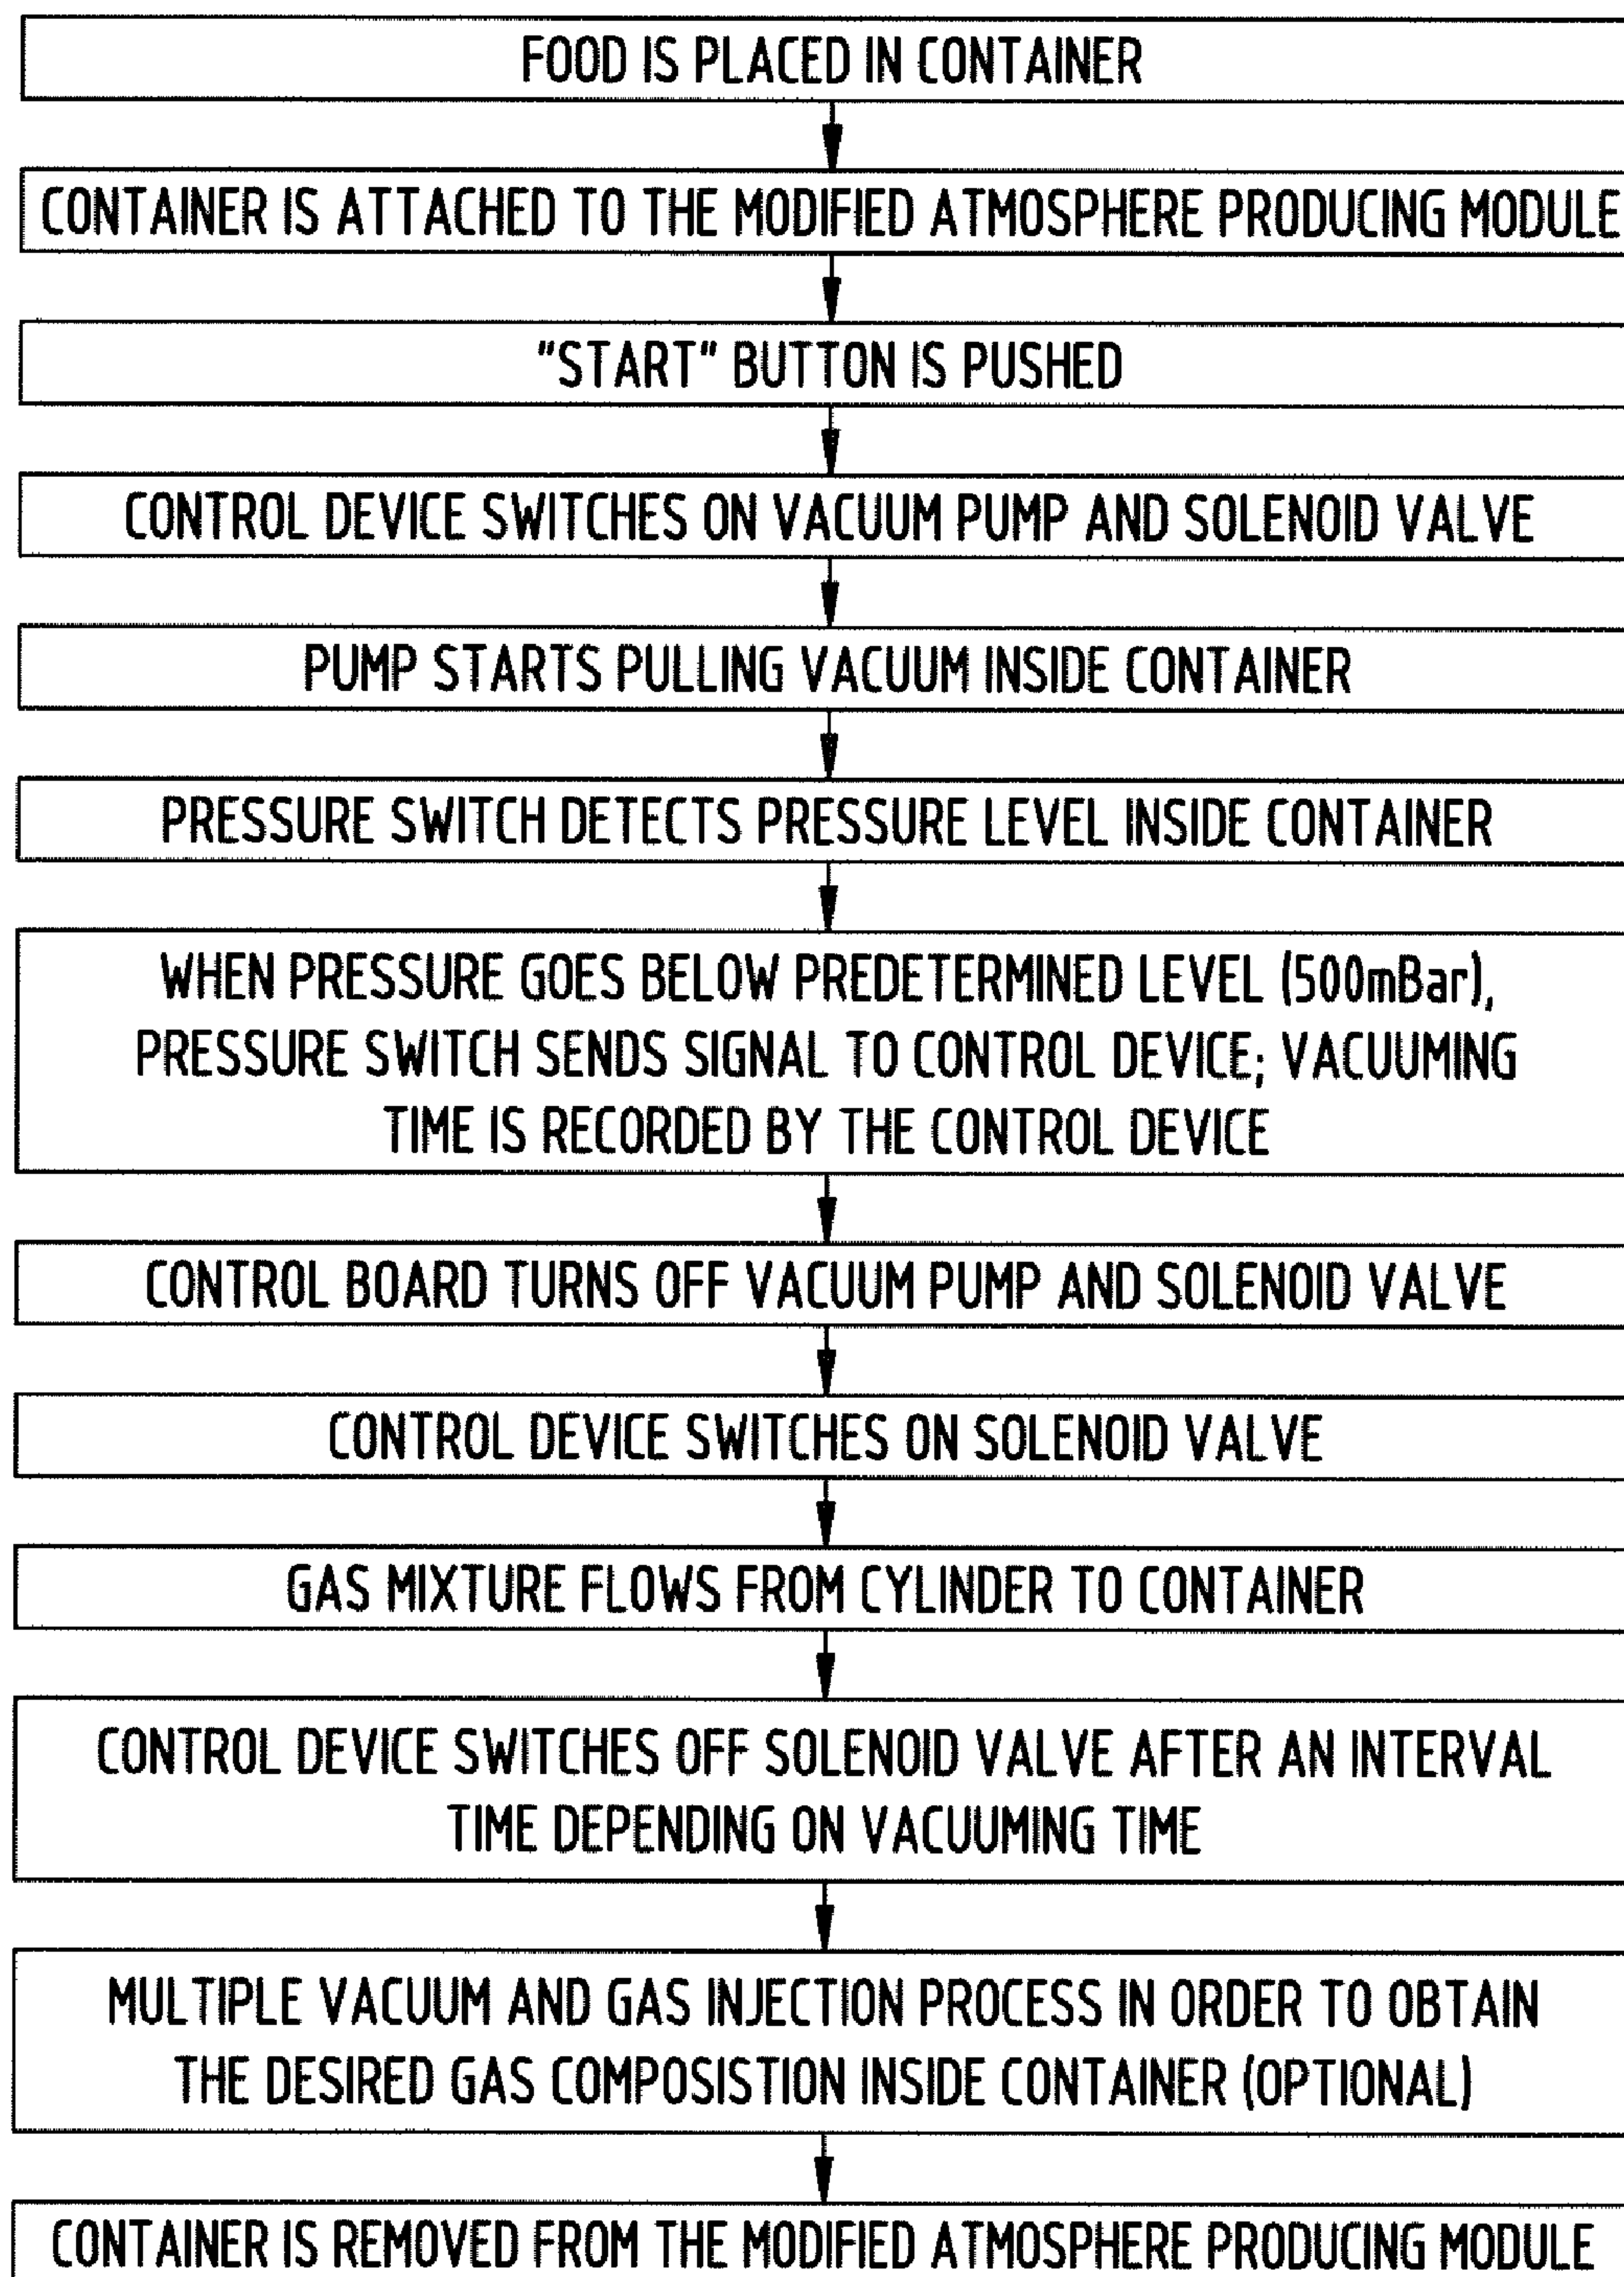 FOOD IS PLACED IN CONTAINER
CONTAINER IS ATTACHED TO THE MODIFIED ATMOSPHERE PRODUCING MODULE
"START" BUTTON IS PUSHED
CONTROL DEVICE SWITCHES ON VACUUM PUMP AND SOLENOID VALVE
PUMP STARTS PULLING VACUUM INSIDE CONTAINER
PRESSURE SWITCH DETECTS PRESSURE LEVEL INSIDE CONTAINER
WHEN PRESSURE GOES BELOW PREDETERMINED LEVEL (500mBar),
PRESSURE SWITCH SENDS SIGNAL TO CONTROL DEVICE; VACUUMING
TIME IS RECORDED BY THE CONTROL DEVICE
CONTROL BOARD TURNS OFF VACUUM PUMP AND SOLENOID VALVE
CONTROL DEVICE SWITCHES ON SOLENOID VALVE
GAS MIXTURE FLOWS FROM CYLINDER TO CONTAINER
CONTROL DEVICE SWITCHES OFF SOLENOID VALVE AFTER AN INTERVAL
TIME DEPENDING ON VACUUMING TIME
MULTIPLE VACUUM AND GAS INJECTION PROCESS IN ORDER TO OBTAIN
THE DESIRED GAS COMPOSISTION INSIDE CONTAINER (OPTIONAL)
CONTAINER IS REMOVED FROM THE MODIFIED ATMOSPHERE PRODUCING MODULE